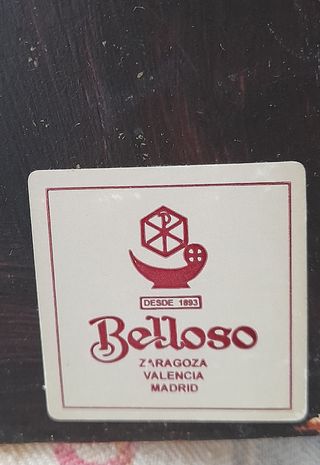 DESDE 1893
Belloso
ZARAGOZA
VALENCIA
MADRID